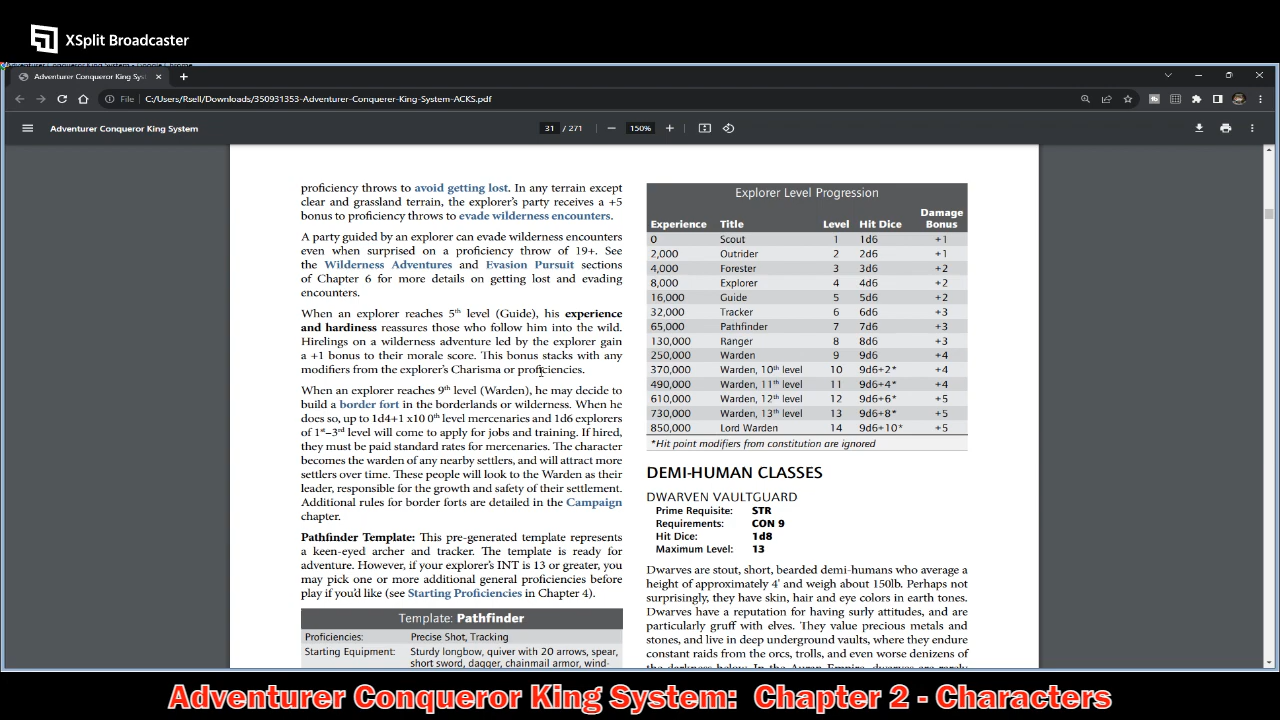 XSplit Broadcaster
Adventurer Conqueror King System - Google Chrome
Adventurer Conqueror King Sys
File C:/Users/Rsell/Downloads/350931353-Adventurer-Conquerer-King-System-ACKS.pdf
Adventurer Conqueror King System 31 / 271 150%
proficiency throws to avoid getting lost. In any terrain except
clear and grassland terrain, the explorer's party receives a +5
bonus to proficiency throws to evade wilderness encounters.
A party guided by an explorer can evade wilderness encounters
even when surprised on a proficiency throw of 19+. See
the Wilderness Adventures and Evasion Pursuit sections
of Chapter 6 for more details on getting lost and evading
encounters.
When an explorer reaches 5th level (Guide), his experience
and hardiness reassures those who follow him into the wild.
Hirelings on a wilderness adventure led by the explorer gain
a +1 bonus to their morale score. This bonus stacks with any
modifiers from the explorer's Charisma or proficiencies.
When an explorer reaches 9th level (Warden), he may decide to
build a border fort in the borderlands or wilderness. When he
does so, up to 1d4+1 x10 0th level mercenaries and 1d6 explorers
of 1st–3rd level will come to apply for jobs and training. If hired,
they must be paid standard rates for mercenaries. The character
becomes the warden of any nearby settlers, and will attract more
settlers over time. These people will look to the Warden as their
leader, responsible for the growth and safety of their settlement.
Additional rules for border forts are detailed in the Campaign
chapter.
Pathfinder Template: This pre-generated template represents
a keen-eyed archer and tracker. The template is ready for
adventure. However, if your explorer's INT is 13 or greater, you
may pick one or more additional general proficiencies before
play if you'd like (see Starting Proficiencies in Chapter 4).
Template: Pathfinder
Proficiencies: Precise Shot, Tracking
Starting Equipment: Sturdy longbow, quiver with 20 arrows, spear,
short sword, dagger, chainmail armor, wind-
Explorer Level Progression
Experience Title Level Hit Dice Damage Bonus
0 Scout 1 1d6 +1
2,000 Outrider 2 2d6 +1
4,000 Forester 3 3d6 +2
8,000 Explorer 4 4d6 +2
16,000 Guide 5 5d6 +2
32,000 Tracker 6 6d6 +3
65,000 Pathfinder 7 7d6 +3
130,000 Ranger 8 8d6 +3
250,000 Warden 9 9d6 +4
370,000 Warden, 10th level 10 9d6+2* +4
490,000 Warden, 11th level 11 9d6+4* +4
610,000 Warden, 12th level 12 9d6+6* +5
730,000 Warden, 13th level 13 9d6+8* +5
850,000 Lord Warden 14 9d6+10* +5
*Hit point modifiers from constitution are ignored
DEMI-HUMAN CLASSES
DWARVEN VAULTGUARD
Prime Requisite: STR
Requirements: CON 9
Hit Dice: 1d8
Maximum Level: 13
Dwarves are stout, short, bearded demi-humans who average a
height of approximately 4' and weigh about 150lb. Perhaps not
surprisingly, they have skin, hair and eye colors in earth tones.
Dwarves have a reputation for having surly attitudes, and are
particularly gruff with elves. They value precious metals and
stones, and live in deep underground vaults, where they endure
constant raids from the orcs, trolls, and even worse denizens of
the darkness below. In the Auran Empire, dwarves are rarely
Adventurer Conqueror King System: Chapter 2 - Characters